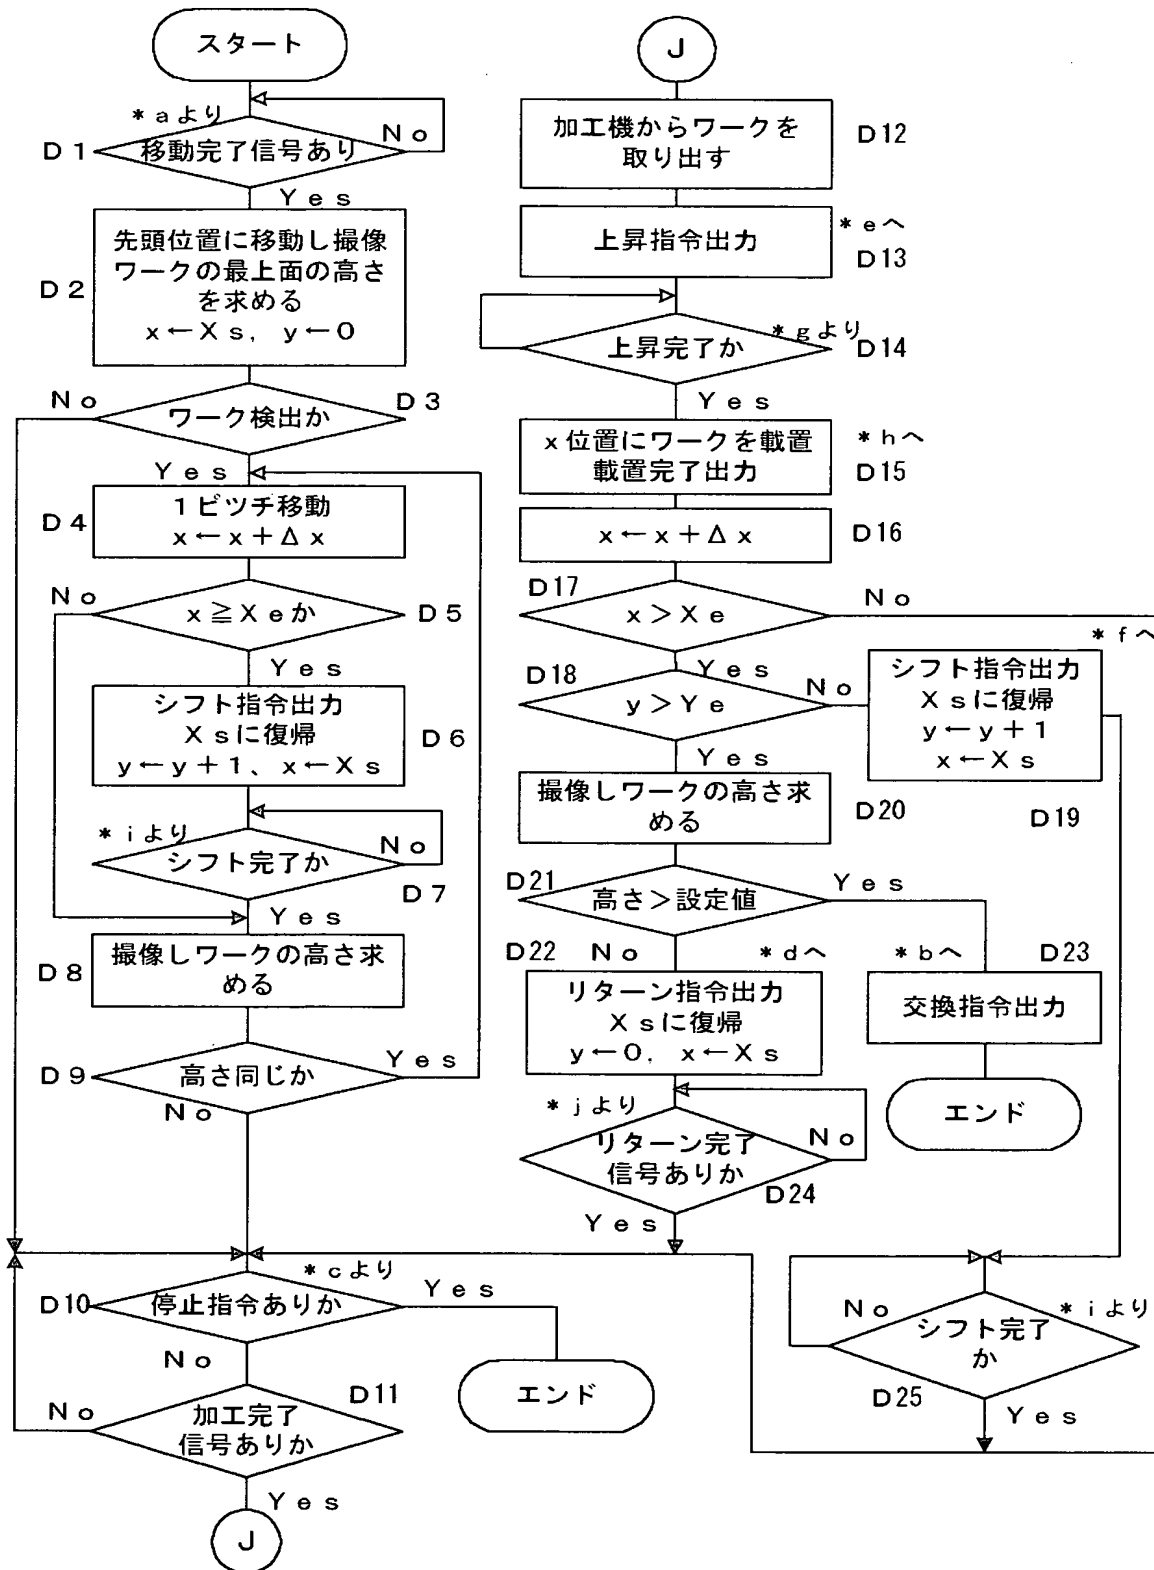 スタート
*aより
No
D1
移動完了信号あり
Yes
先頭位置に移動し撮像
ワークの最上面の高さ
を求める
x←Xs, y←0
D2
No
D3
ワーク検出か
Yes
1ピツチ移動
x←x+Δx
D4
No
x≧Xeか
D5
Yes
シフト指令出力
Xsに復帰
y←y+1、x←Xs
D6
*iより
No
シフト完了か
D7
Yes
撮像しワークの高さ求
める
D8
Yes
D9
高さ同じか
No
*cより
Yes
D10
停止指令ありか
No
エンド
D11
No
加工完了
信号ありか
Yes
J
J
加工機からワークを
取り出す
D12
*eへ
上昇指令出力
D13
*gより
上昇完了か
D14
Yes
x位置にワークを載置
載置完了出力
*hへ
D15
x←x+Δx
D16
D17
No
x>Xe
*fへ
Yes
D18
No
y>Ye
シフト指令出力
Xsに復帰
y←y+1
x←Xs
D19
Yes
撮像しワークの高さ求
める
D20
D21
Yes
高さ>設定値
D22
No
*dへ
*bへ
D23
リターン指令出力
Xsに復帰
y←0, x←Xs
交換指令出力
エンド
*jより
No
リターン完了
信号ありか
D24
Yes
No
*iより
シフト完了
か
D25
Yes